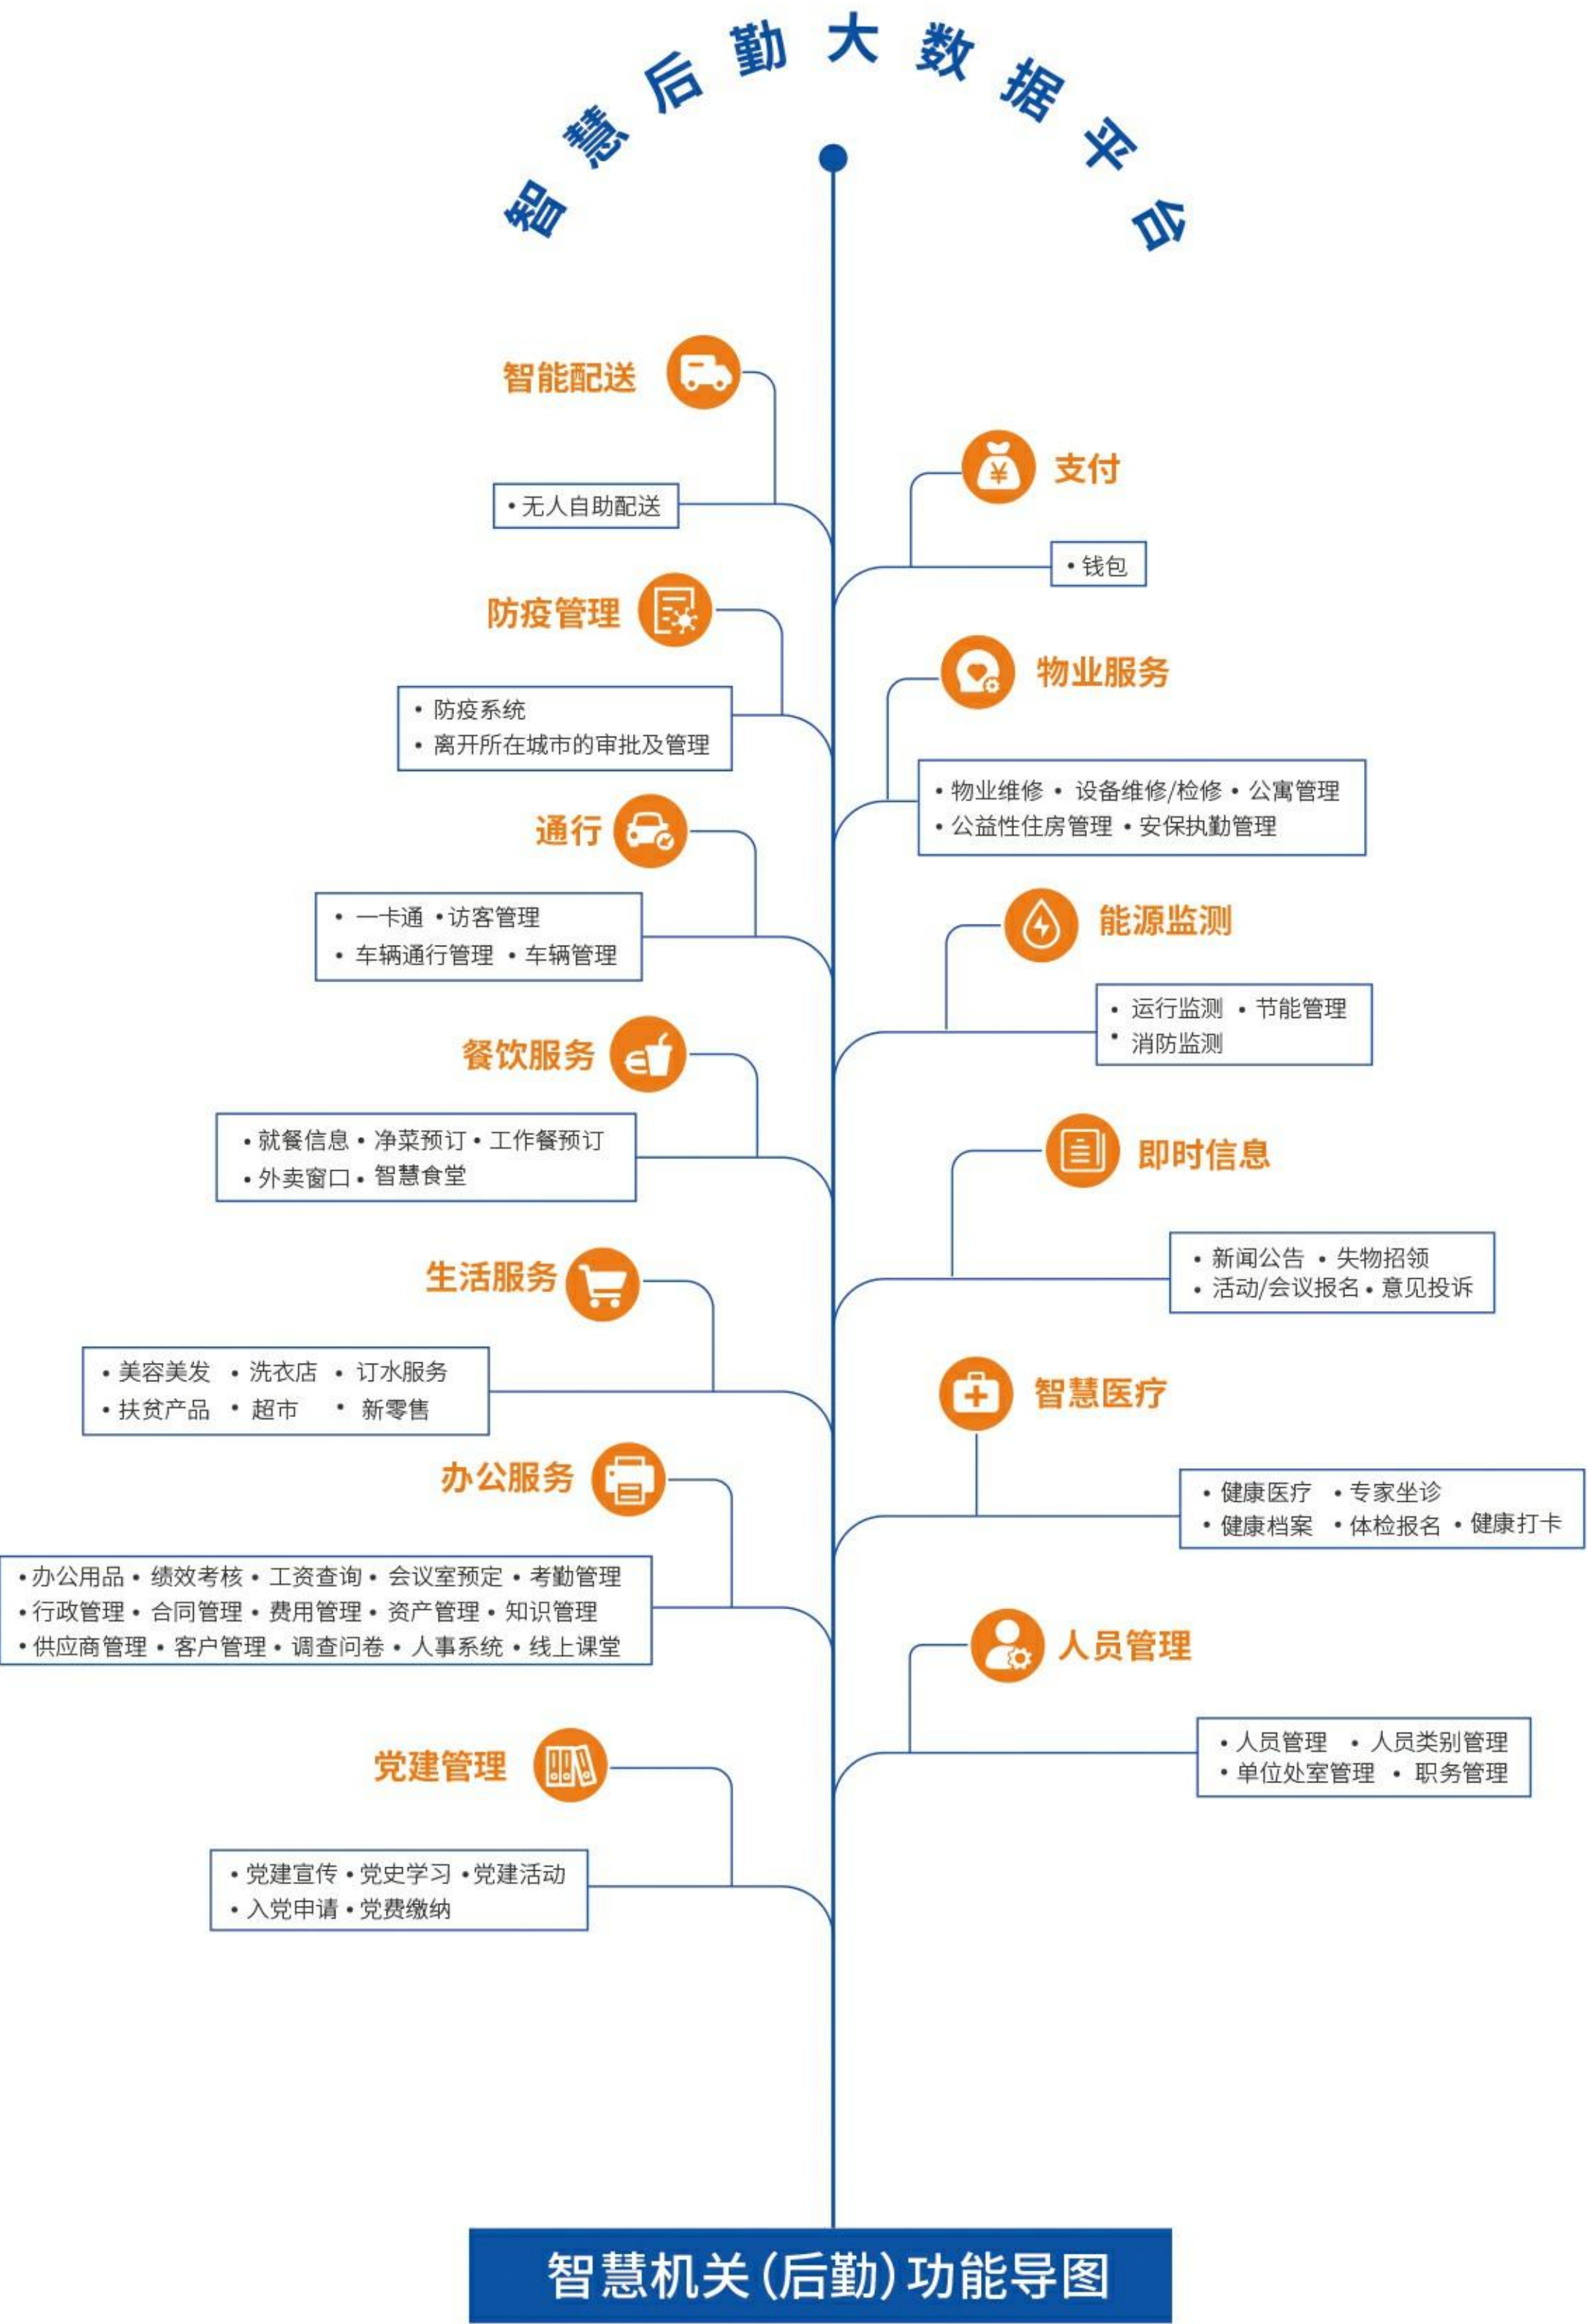 智慧后勤大数据平台
智能配送
• 无人自助配送
支付
• 钱包
防疫管理
• 防疫系统
• 离开所在城市的审批及管理
物业服务
• 物业维修 • 设备维修/检修 • 公寓管理
• 公益性住房管理 • 安保执勤管理
通行
• 一卡通 • 访客管理
• 车辆通行管理 • 车辆管理
能源监测
• 运行监测 • 节能管理
• 消防监测
餐饮服务
• 就餐信息 • 净菜预订 • 工作餐预订
• 外卖窗口 • 智慧食堂
即时信息
• 新闻公告 • 失物招领
• 活动/会议报名 • 意见投诉
生活服务
• 美容美发 • 洗衣店 • 订水服务
• 扶贫产品 • 超市 • 新零售
智慧医疗
• 健康医疗 • 专家坐诊
• 健康档案 • 体检报名 • 健康打卡
办公服务
• 办公用品 • 绩效考核 • 工资查询 • 会议室预定 • 考勤管理
• 行政管理 • 合同管理 • 费用管理 • 资产管理 • 知识管理
• 供应商管理 • 客户管理 • 调查问卷 • 人事系统 • 线上课堂
人员管理
• 人员管理 • 人员类别管理
• 单位处室管理 • 职务管理
党建管理
• 党建宣传 • 党史学习 • 党建活动
• 入党申请 • 党费缴纳
智慧机关(后勤)功能导图